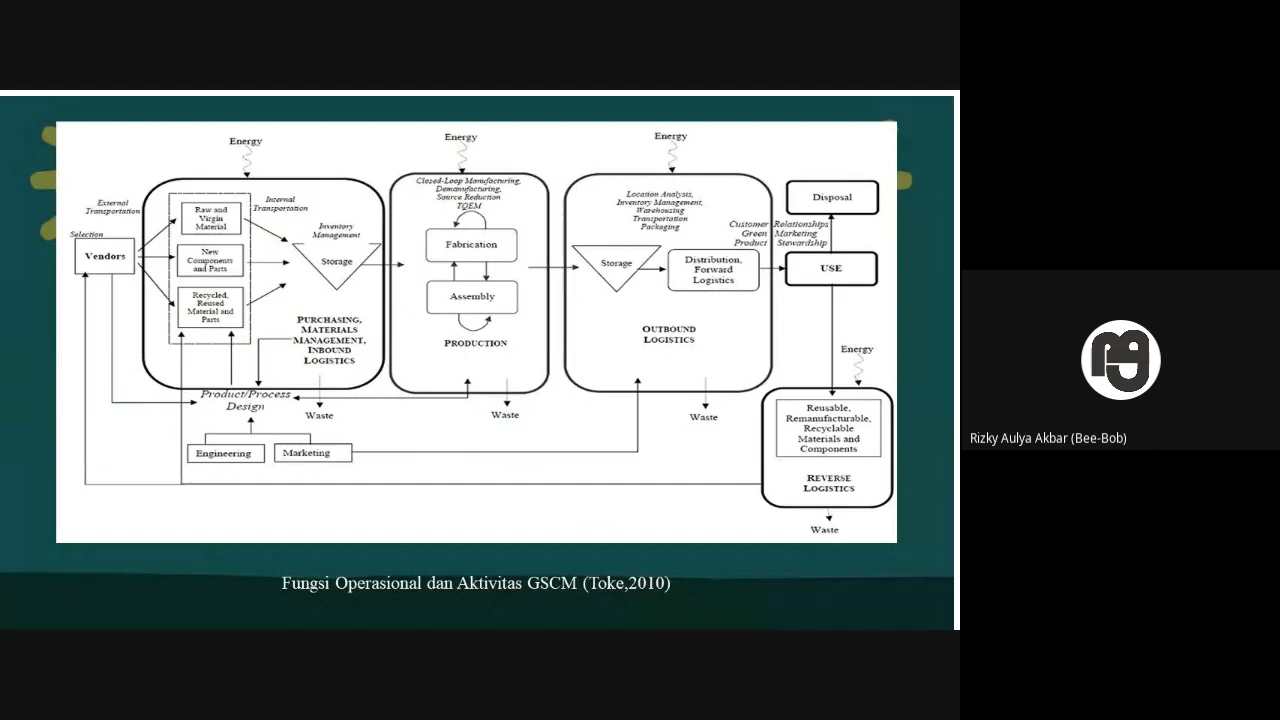 Energy
Energy
Energy
External
Transportation
Selection
Vendors
Raw and
Virgin
Material
New
Components
and Parts
Recycled,
Reused
Material and
Parts
Internal
Transportation
Inventory
Management
Storage
PURCHASING,
MATERIALS
MANAGEMENT,
INBOUND
LOGISTICS
Closed-Loop Manufacturing,
Demanufacturing,
Source Reduction
TQEM
Fabrication
Assembly
PRODUCTION
Location Analysis,
Inventory Management,
Warehousing
Transportation
Packaging
Storage
Distribution,
Forward
Logistics
OUTBOUND
LOGISTICS
Customer Relationships
Green Marketing
Product Stewardship
Disposal
USE
Energy
Reusable,
Remanufacturable,
Recyclable
Materials and
Components
REVERSE
LOGISTICS
Waste
Product/Process
Design
Waste
Waste
Waste
Engineering
Marketing
Fungsi Operasional dan Aktivitas GSCM (Toke,2010)
Rizky Aulya Akbar (Bee-Bob)